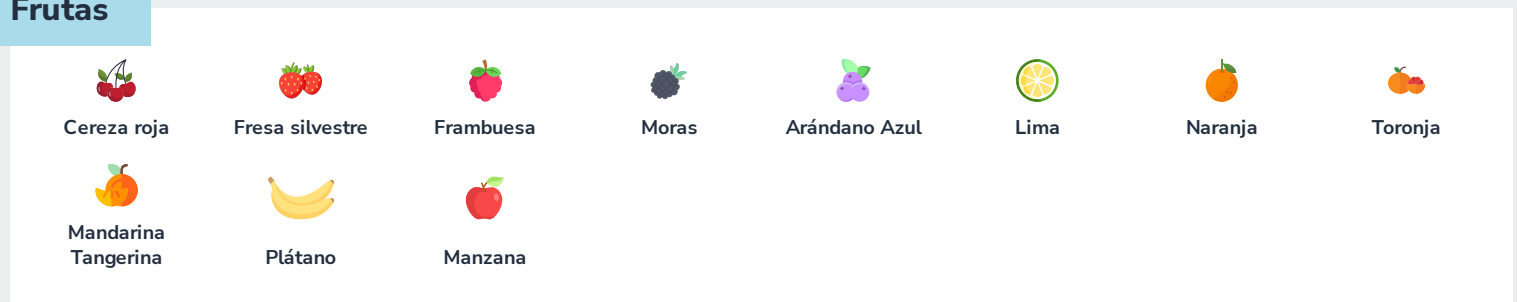 Frutas
Cereza roja
Fresa silvestre
Frambuesa
Moras
Arándano Azul
Lima
Naranja
Toronja
Mandarina
Tangerina
Plátano
Manzana